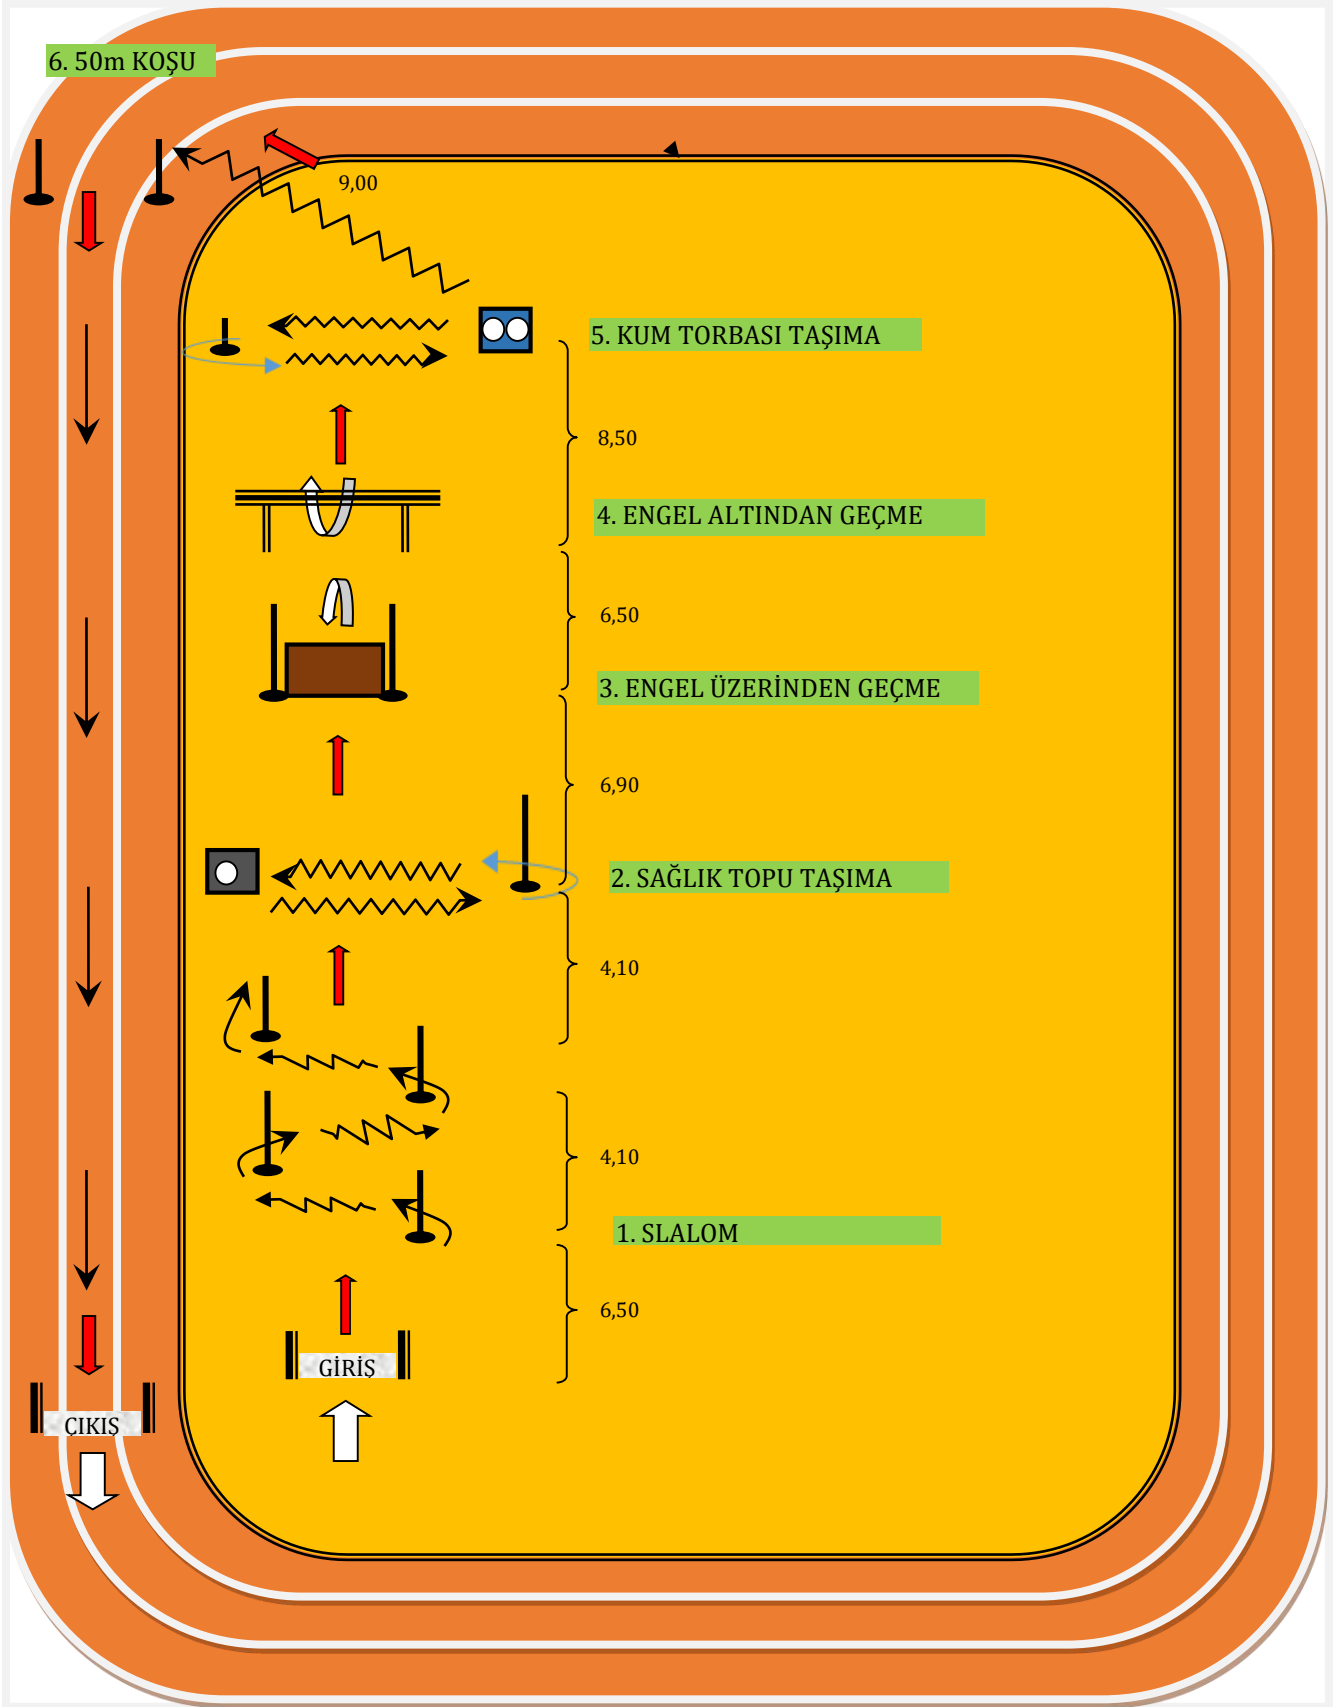 6. 50m KOŞU
9,00
5. KUM TORBASI TAŞIMA
8,50
4. ENGEL ALTINDAN GEÇME
6,50
3. ENGEL ÜZERİNDEN GEÇME
6,90
2. SAĞLIK TOPU TAŞIMA
4,10
4,10
1. SLALOM
6,50
GİRİŞ
ÇIKIŞ